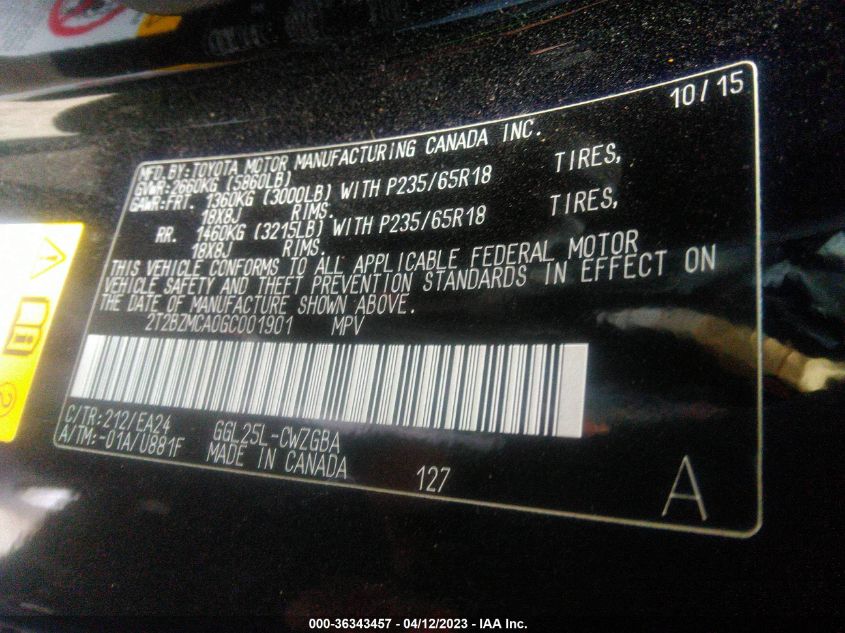 10/15
MFD. BY: TOYOTA MOTOR MANUFACTURING CANADA INC.
GVWR: 2660KG (5860LB)
GAWR: FRT. 1360KG (3000LB) WITH P235/65R18 TIRES,
18X8J RIMS.
RR. 1460KG (3215LB) WITH P235/65R18 TIRES,
18X8J RIMS.
THIS VEHICLE CONFORMS TO ALL APPLICABLE FEDERAL MOTOR
VEHICLE SAFETY AND THEFT PREVENTION STANDARDS IN EFFECT ON
THE DATE OF MANUFACTURE SHOWN ABOVE.
2T2BZMCA0GC001901 MPV
C/TR: 212/EA24 GGL25L-CWZGBA
A/TM: -01A/U881F MADE IN CANADA 127
A
000-36343457 - 04/12/2023 - IAA Inc.